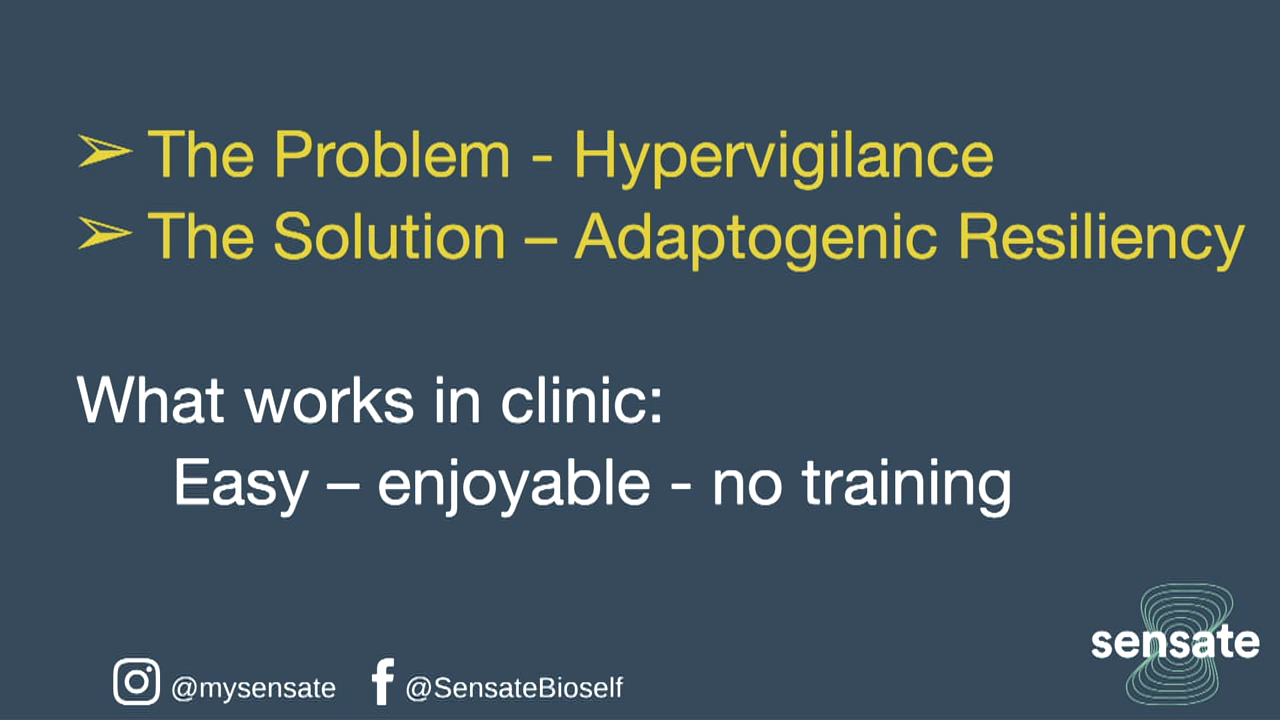 ➢ The Problem - Hypervigilance
➢ The Solution – Adaptogenic Resiliency
What works in clinic:
Easy – enjoyable - no training
sensate
@mysensate @SensateBioself